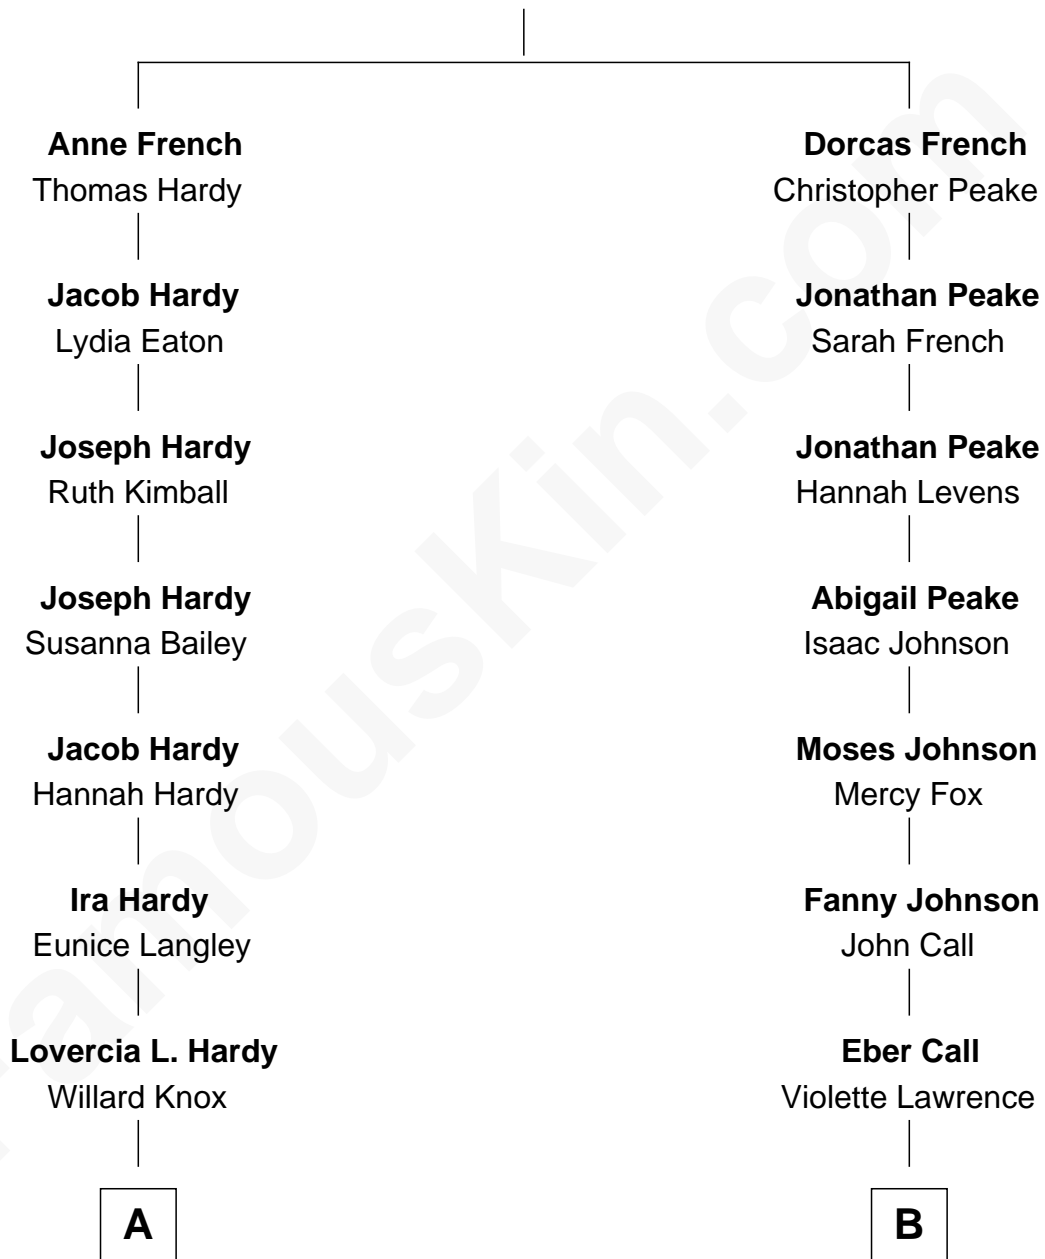 Anne French
Thomas Hardy
Jacob Hardy
Lydia Eaton
Joseph Hardy
Ruth Kimball
Joseph Hardy
Susanna Bailey
Jacob Hardy
Hannah Hardy
Ira Hardy
Eunice Langley
Lovercia L. Hardy
Willard Knox
A
Dorcas French
Christopher Peake
Jonathan Peake
Sarah French
Jonathan Peake
Hannah Levens
Abigail Peake
Isaac Johnson
Moses Johnson
Mercy Fox
Fanny Johnson
John Call
Eber Call
Violette Lawrence
B
FamousKin.com